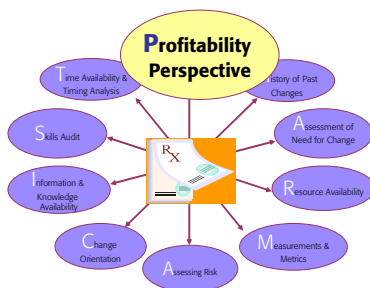 Profitability
Perspective
Time Availability &
Timing Analysis
History of Past
Changes
Skills Audit
Assessment of
Need for Change
Rx
Information &
Knowledge
Availability
Resource Availability
Change
Orientation
Measurements &
Metrics
Assessing Risk